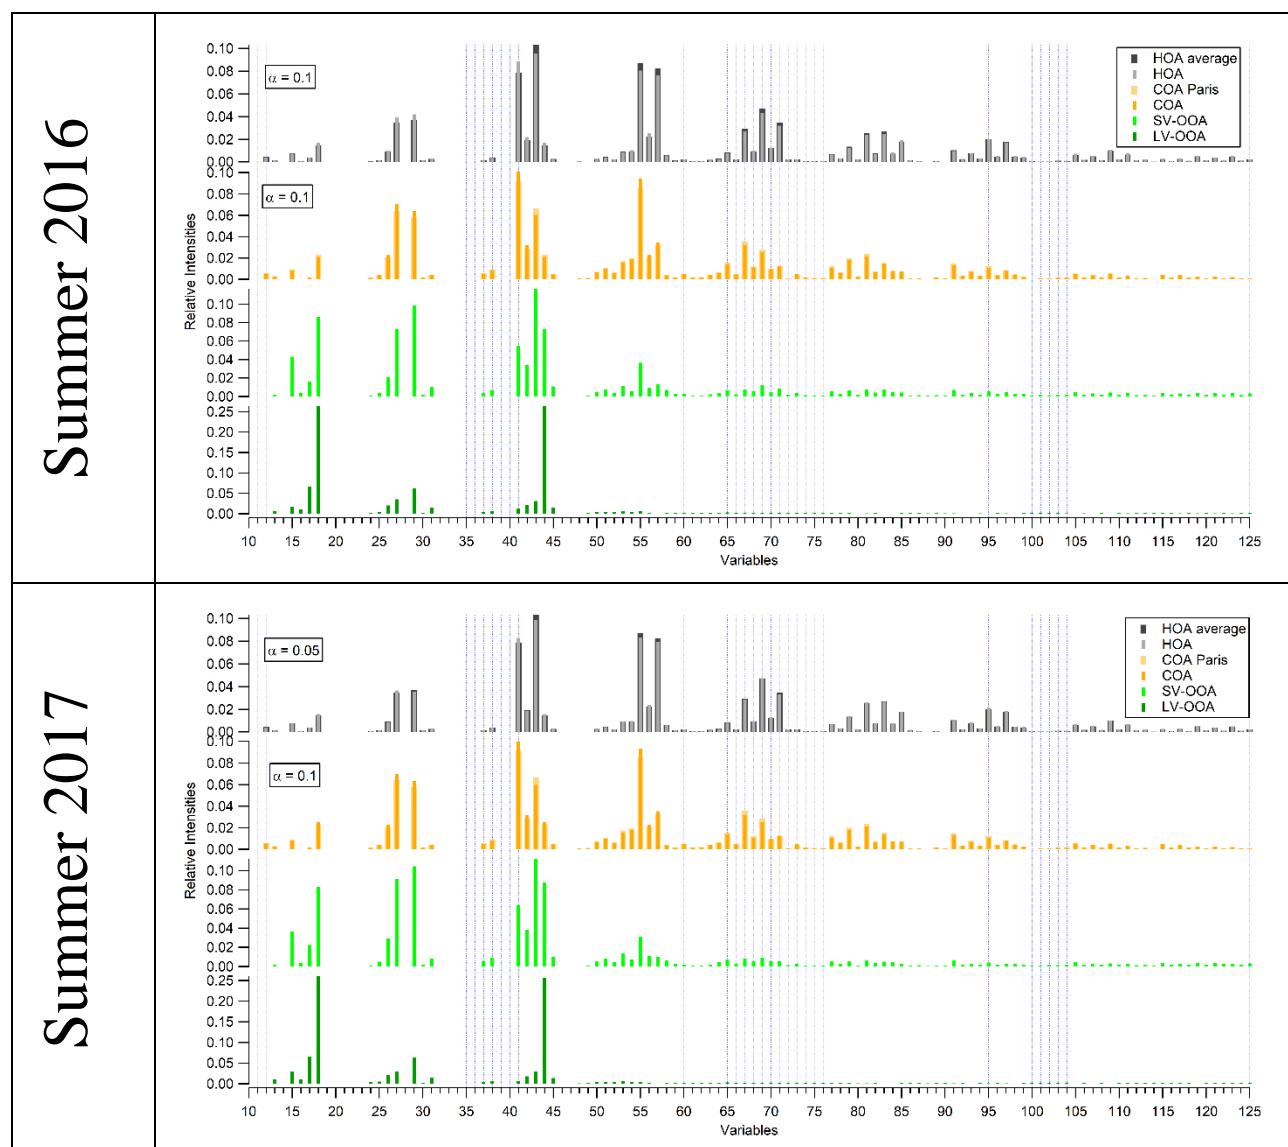 Summer 2016
Relative Intensities
0.10
0.08
0.06
0.04
0.02
0.00
α = 0.1
HOA average
HOA
COA Paris
COA
SV-OOA
LV-OOA
0.10
0.08
0.06
0.04
0.02
0.00
α = 0.1
0.10
0.08
0.06
0.04
0.02
0.00
0.25
0.20
0.15
0.10
0.05
0.00
10 15 20 25 30 35 40 45 50 55 60 65 70 75 80 85 90 95 100 105 110 115 120 125
Variables
Summer 2017
Relative Intensities
0.10
0.08
0.06
0.04
0.02
0.00
α = 0.05
HOA average
HOA
COA Paris
COA
SV-OOA
LV-OOA
0.10
0.08
0.06
0.04
0.02
0.00
α = 0.1
0.10
0.08
0.06
0.04
0.02
0.00
0.25
0.20
0.15
0.10
0.05
0.00
10 15 20 25 30 35 40 45 50 55 60 65 70 75 80 85 90 95 100 105 110 115 120 125
Variables